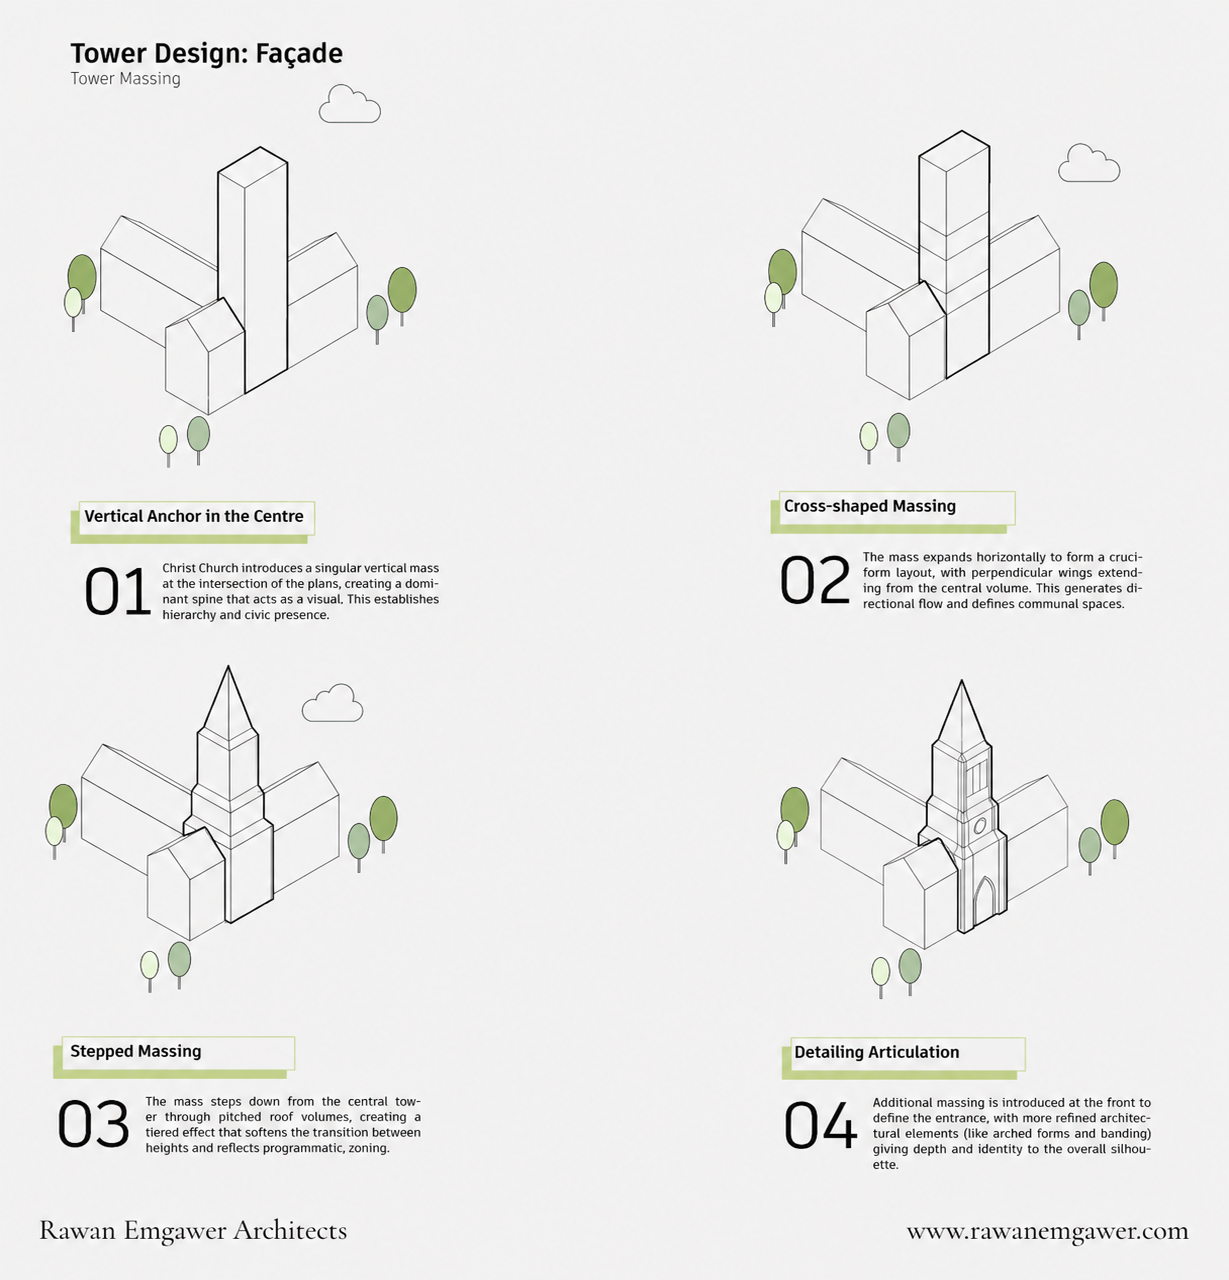 Tower Design: Façade
Tower Massing
Vertical Anchor in the Centre
01
Christ Church introduces a singular vertical mass
at the intersection of the plans, creating a domi-
nant spine that acts as a visual. This establishes
hierarchy and civic presence.
Cross-shaped Massing
02
The mass expands horizontally to form a cruci-
form layout, with perpendicular wings extend-
ing from the central volume. This generates di-
rectional flow and defines communal spaces.
Stepped Massing
03
The mass steps down from the central tow-
er through pitched roof volumes, creating a
tiered effect that softens the transition between
heights and reflects programmatic, zoning.
Detailing Articulation
04
Additional massing is introduced at the front to
define the entrance, with more refined architec-
tural elements (like arched forms and banding)
giving depth and identity to the overall silhou-
ette.
Rawan Emgawer Architects
www.rawanemgawer.com